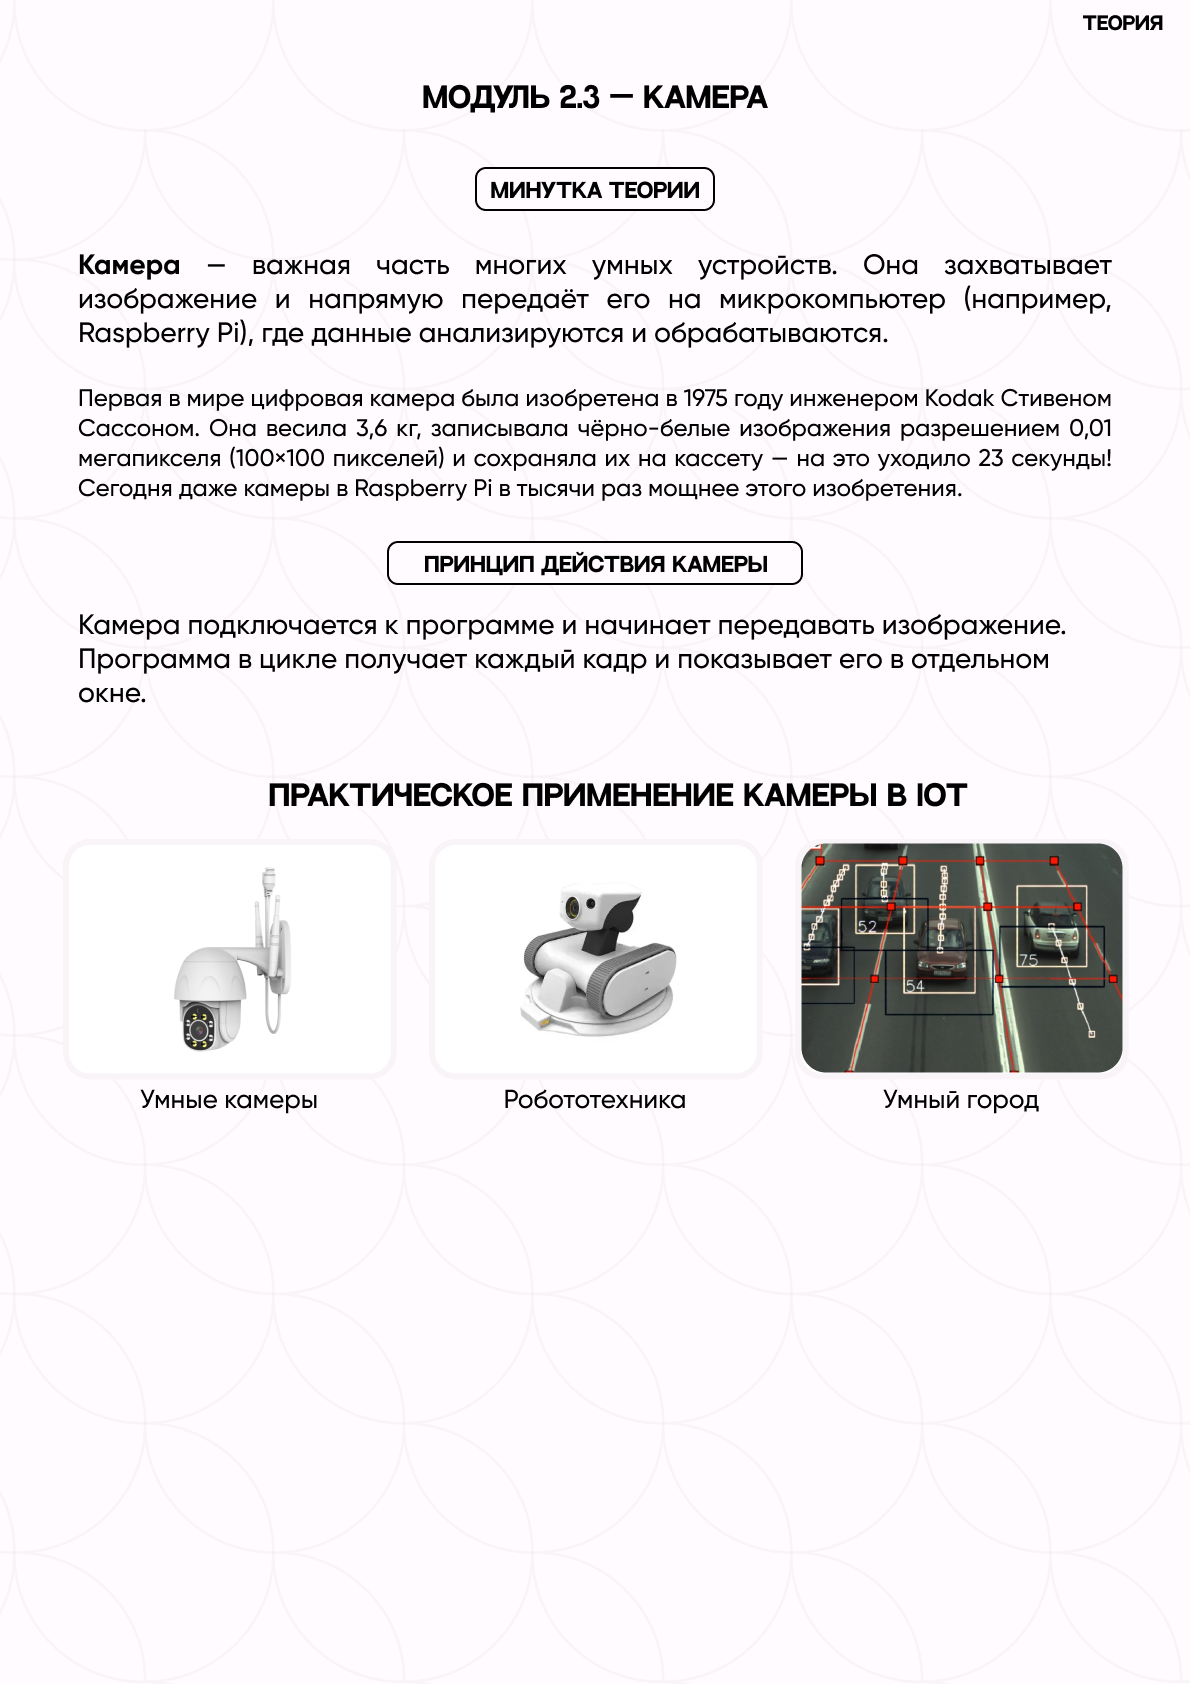 ТЕОРИЯ
МОДУЛЬ 2.3 — КАМЕРА
МИНУТКА ТЕОРИИ
Камера — важная часть многих умных устройств. Она захватывает
изображение и напрямую передаёт его на микрокомпьютер (например,
Raspberry Pi), где данные анализируются и обрабатываются.
Первая в мире цифровая камера была изобретена в 1975 году инженером Kodak Стивеном
Сассоном. Она весила 3,6 кг, записывала чёрно-белые изображения разрешением 0,01
мегапикселя (100×100 пикселей) и сохраняла их на кассету — на это уходило 23 секунды!
Сегодня даже камеры в Raspberry Pi в тысячи раз мощнее этого изобретения.
ПРИНЦИП ДЕЙСТВИЯ КАМЕРЫ
Камера подключается к программе и начинает передавать изображение.
Программа в цикле получает каждый кадр и показывает его в отдельном
окне.
ПРАКТИЧЕСКОЕ ПРИМЕНЕНИЕ КАМЕРЫ В IOT
52
75
54
Умные камеры
Робототехника
Умный город